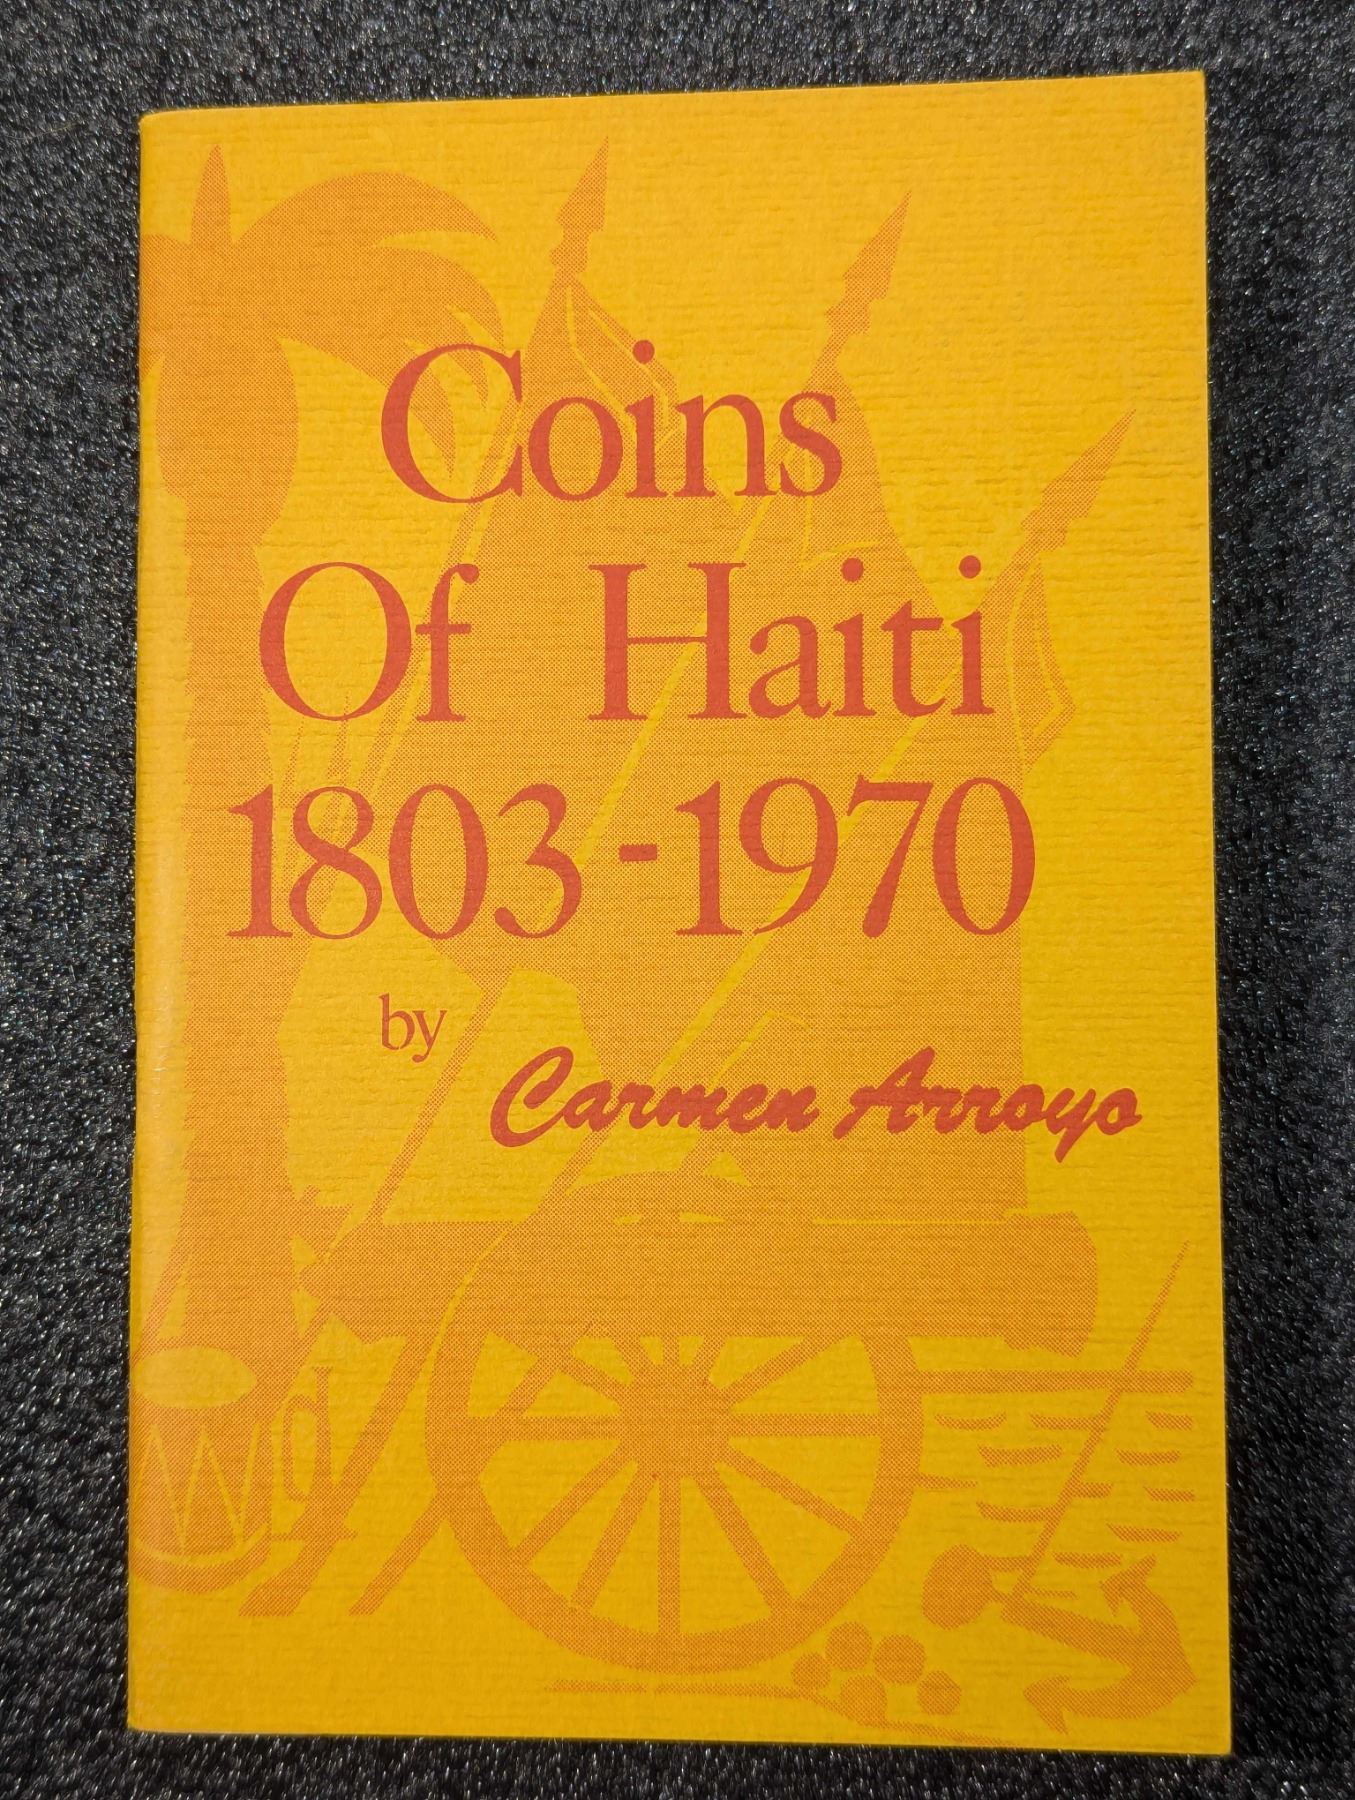 Coins
Of Haiti
1803-1970
by
Carmen Arroyo